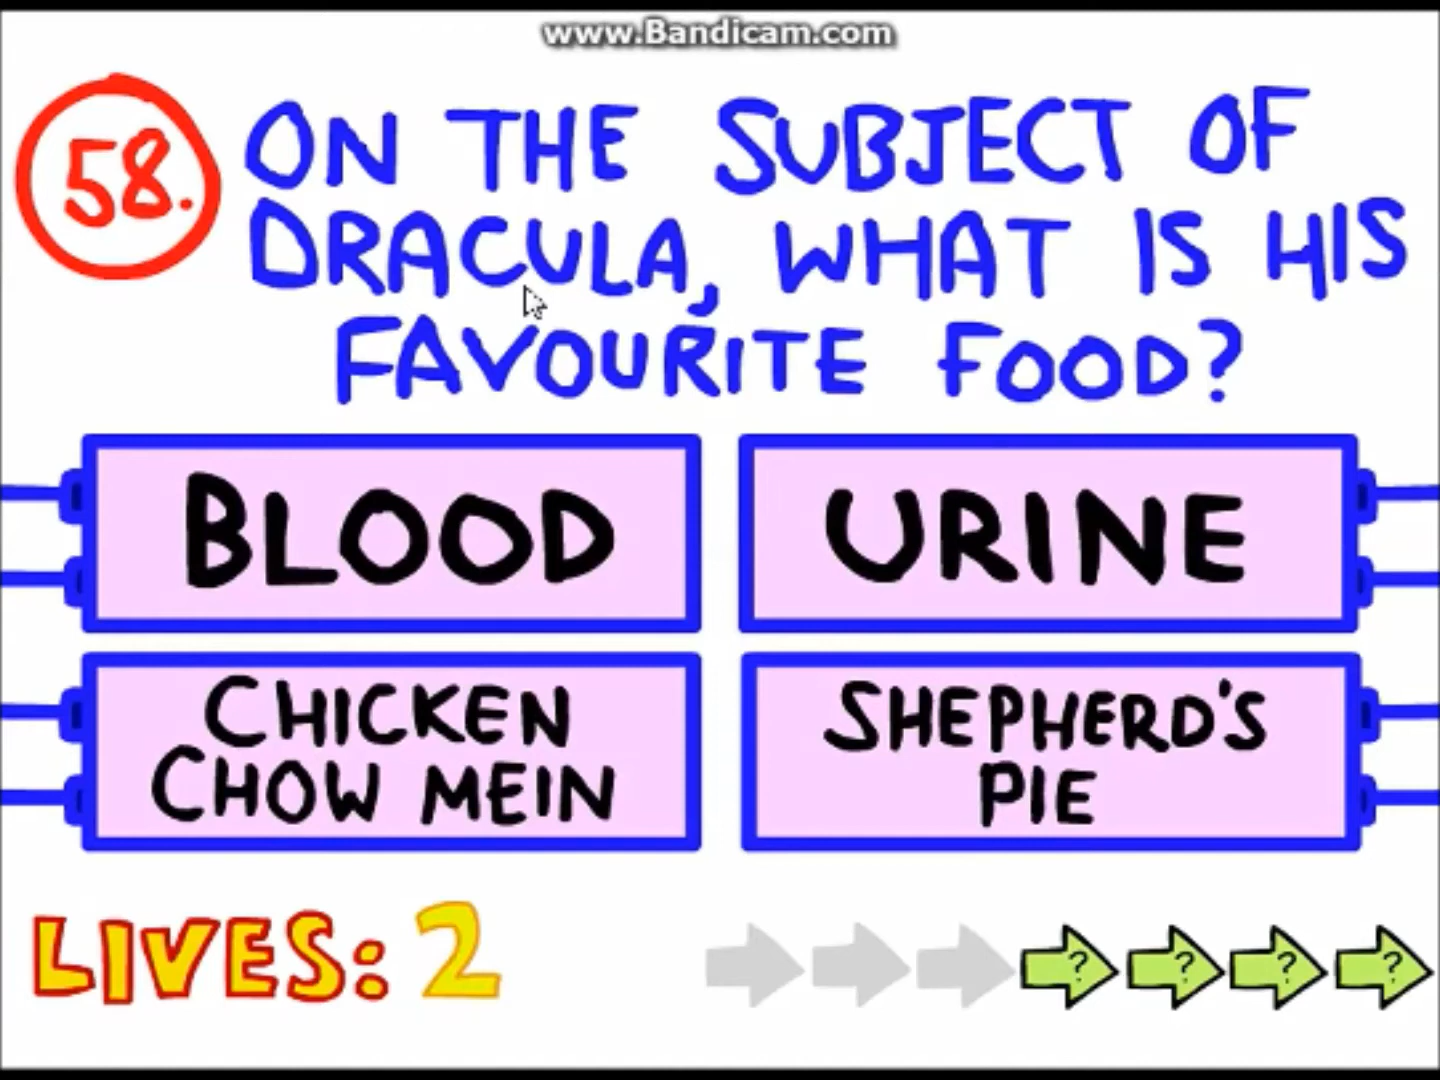 www.Bandicam.com
58.
ON THE SUBJECT OF
DRACULA, WHAT IS HIS
FAVOURITE FOOD?
BLOOD
URINE
CHICKEN
CHOW MEIN
SHEPHERD'S
PIE
LIVES: 2
? ? ? ?